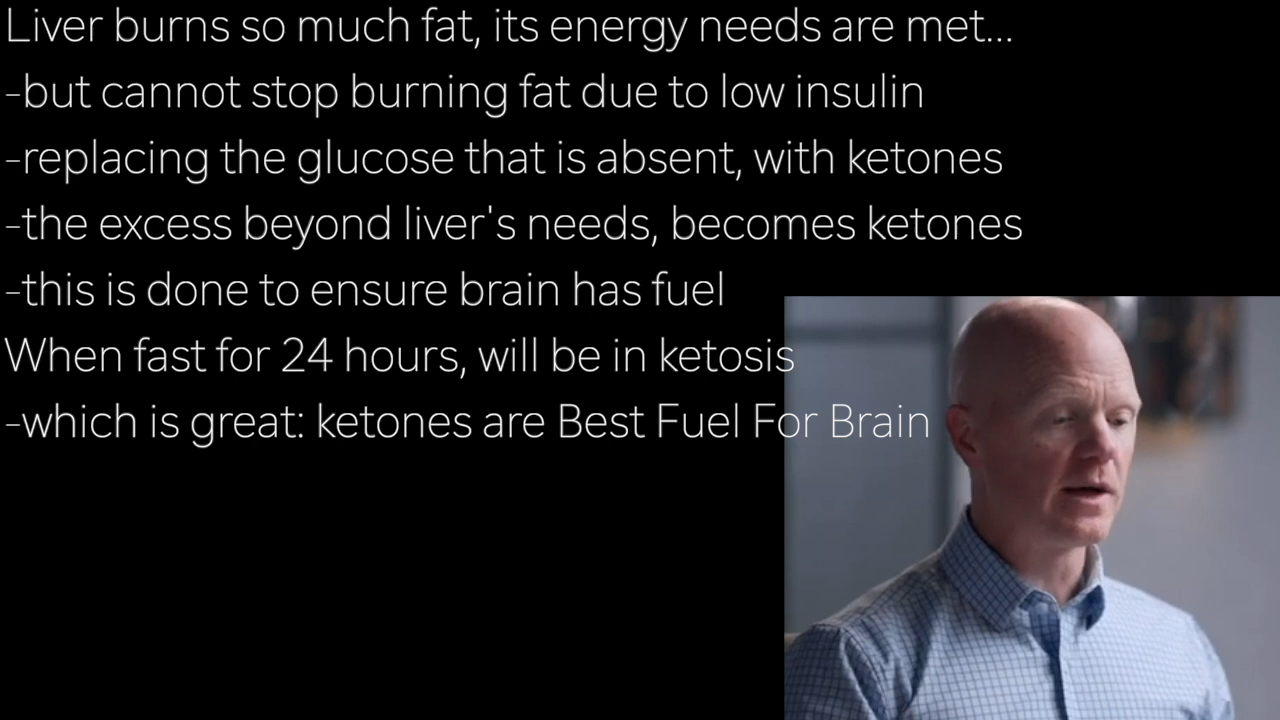 Liver burns so much fat, its energy needs are met...
-but cannot stop burning fat due to low insulin
-replacing the glucose that is absent, with ketones
-the excess beyond liver's needs, becomes ketones
-this is done to ensure brain has fuel
When fast for 24 hours, will be in ketosis
-which is great: ketones are Best Fuel For Brain